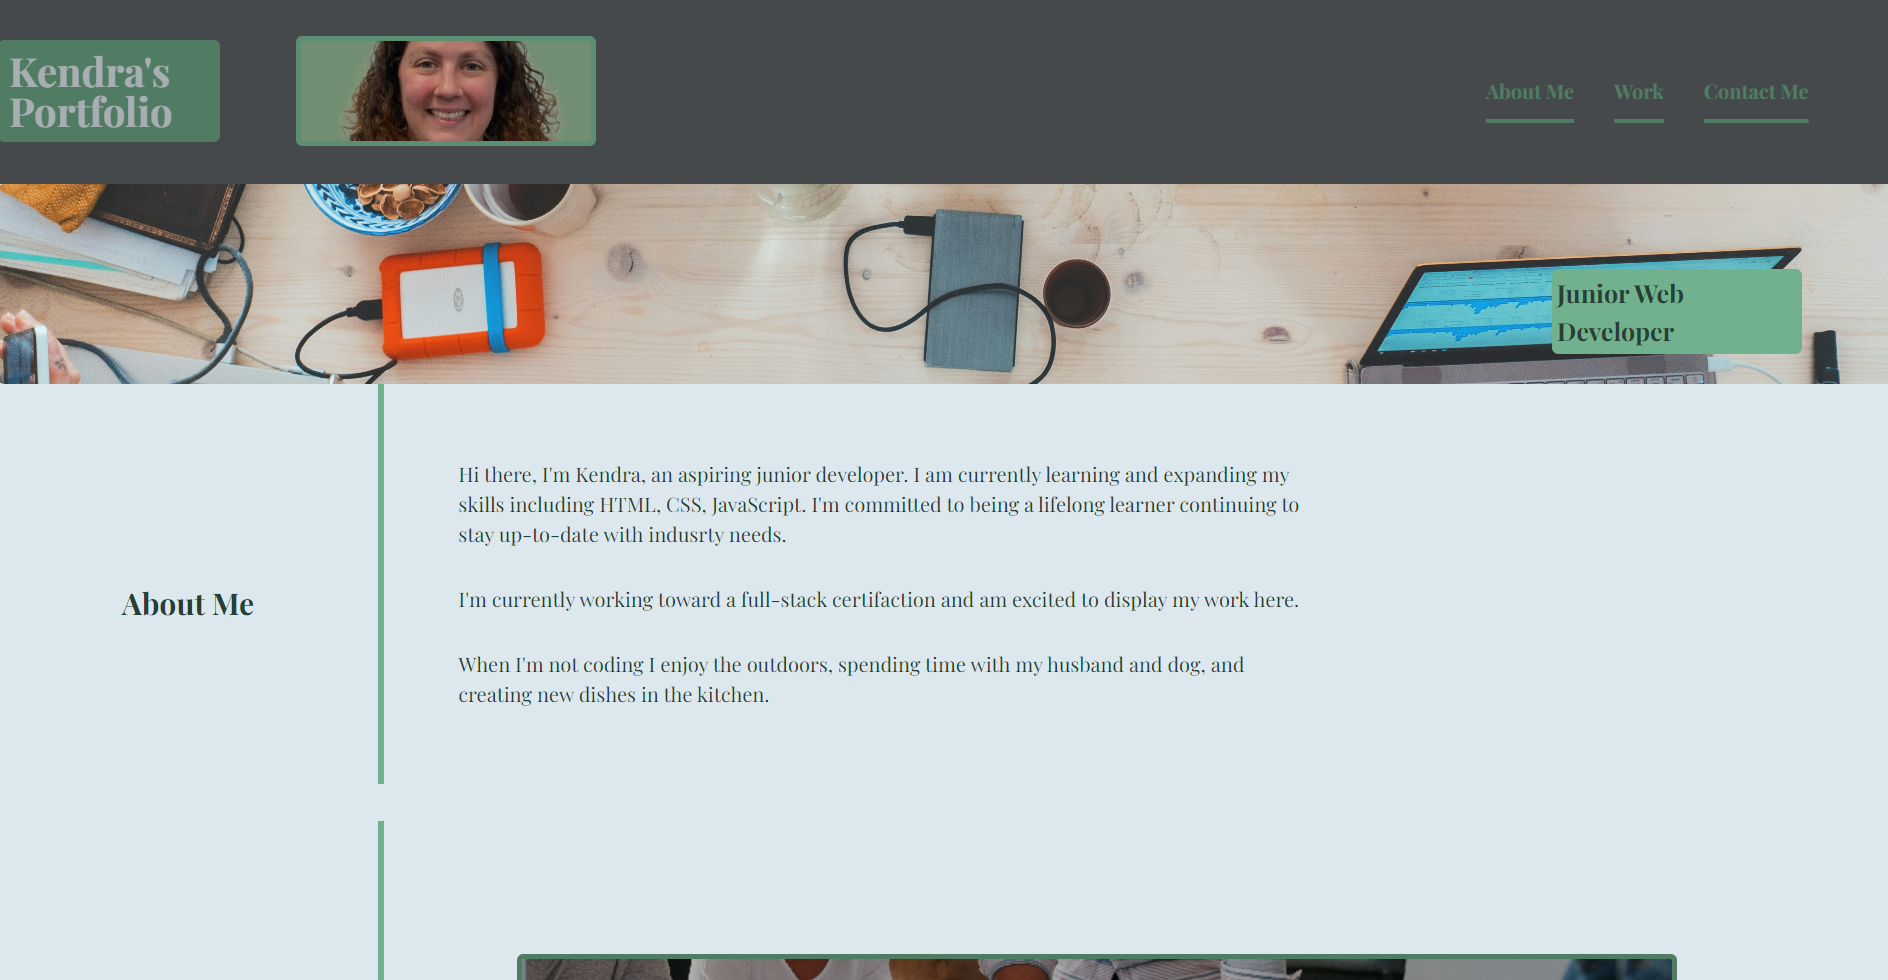 Kendra's
Portfolio
About Me Work Contact Me
Junior Web
Developer
About Me
Hi there, I'm Kendra, an aspiring junior developer. I am currently learning and expanding my
skills including HTML, CSS, JavaScript. I'm committed to being a lifelong learner continuing to
stay up-to-date with indusrty needs.
I'm currently working toward a full-stack certifaction and am excited to display my work here.
When I'm not coding I enjoy the outdoors, spending time with my husband and dog, and
creating new dishes in the kitchen.